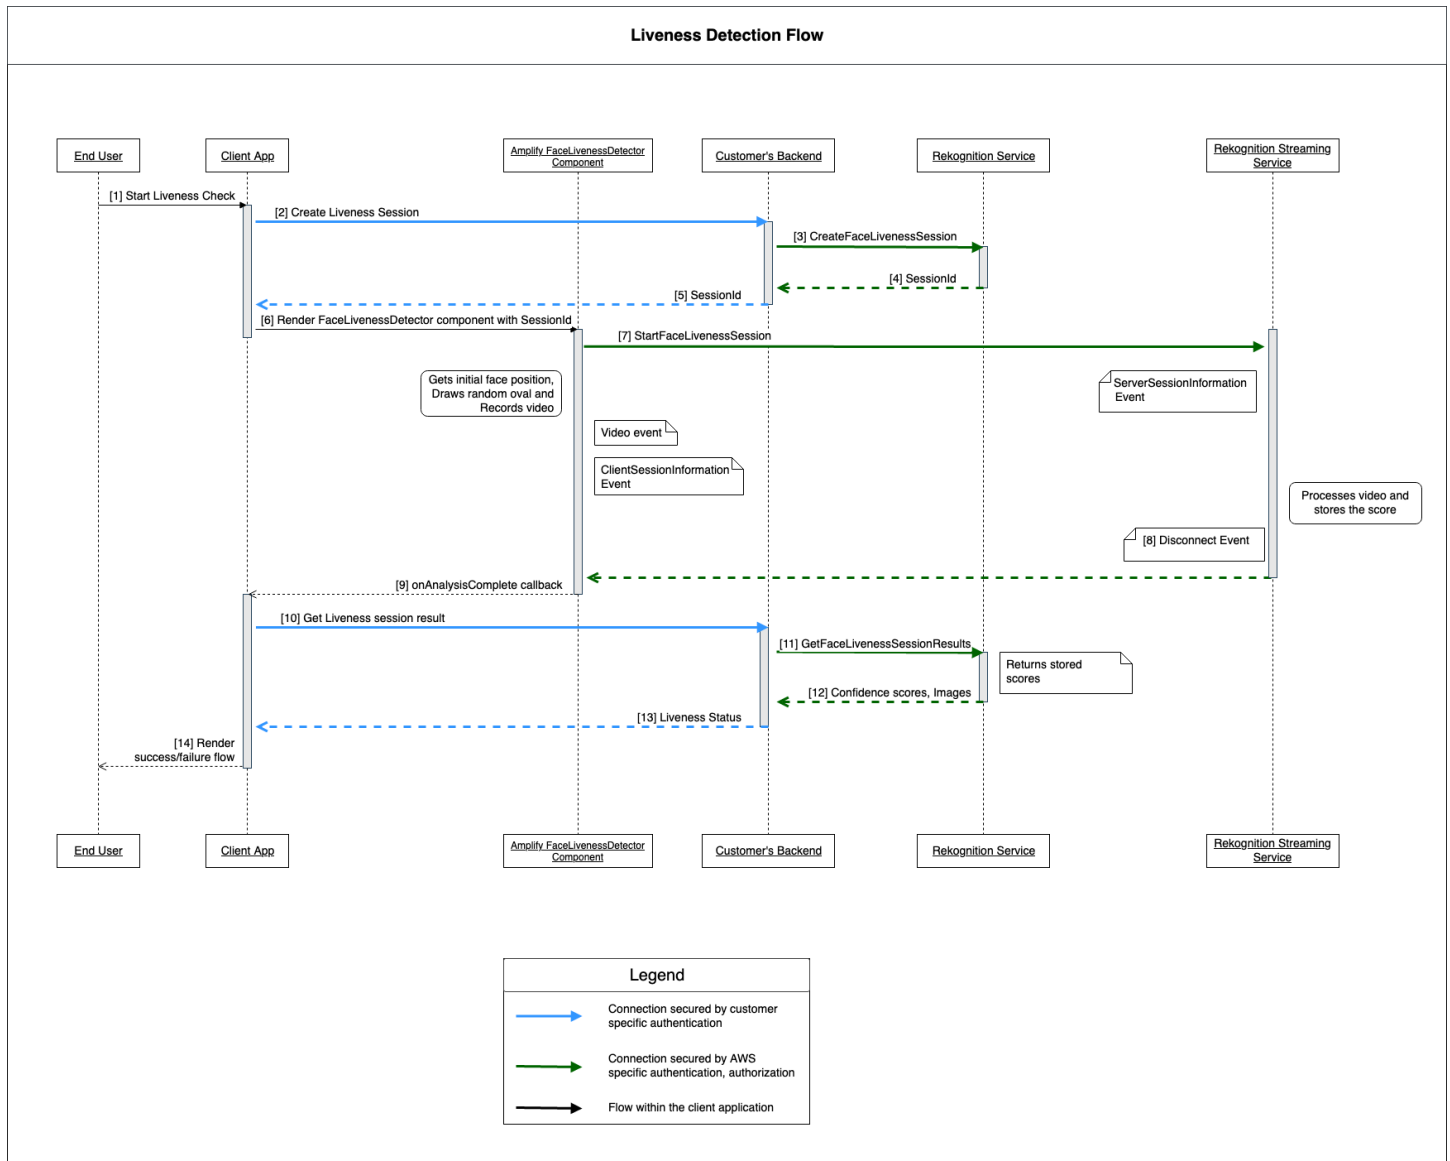 Liveness Detection Flow
End User
Client App
Amplify FaceLivenessDetector
Component
Customer's Backend
Rekognition Service
Rekognition Streaming
Service
[1] Start Liveness Check
[2] Create Liveness Session
[3] CreateFaceLivenessSession
[4] SessionId
[5] SessionId
[6] Render FaceLivenessDetector component with SessionId
[7] StartFaceLivenessSession
Gets initial face position,
Draws random oval and
Records video
ServerSessionInformation
Event
Video event
ClientSessionInformation
Event
Processes video and
stores the score
[8] Disconnect Event
[9] onAnalysisComplete callback
[10] Get Liveness session result
[11] GetFaceLivenessSessionResults
Returns stored
scores
[12] Confidence scores, Images
[13] Liveness Status
[14] Render
success/failure flow
End User
Client App
Amplify FaceLivenessDetector
Component
Customer's Backend
Rekognition Service
Rekognition Streaming
Service
Legend
Connection secured by customer
specific authentication
Connection secured by AWS
specific authentication, authorization
Flow within the client application